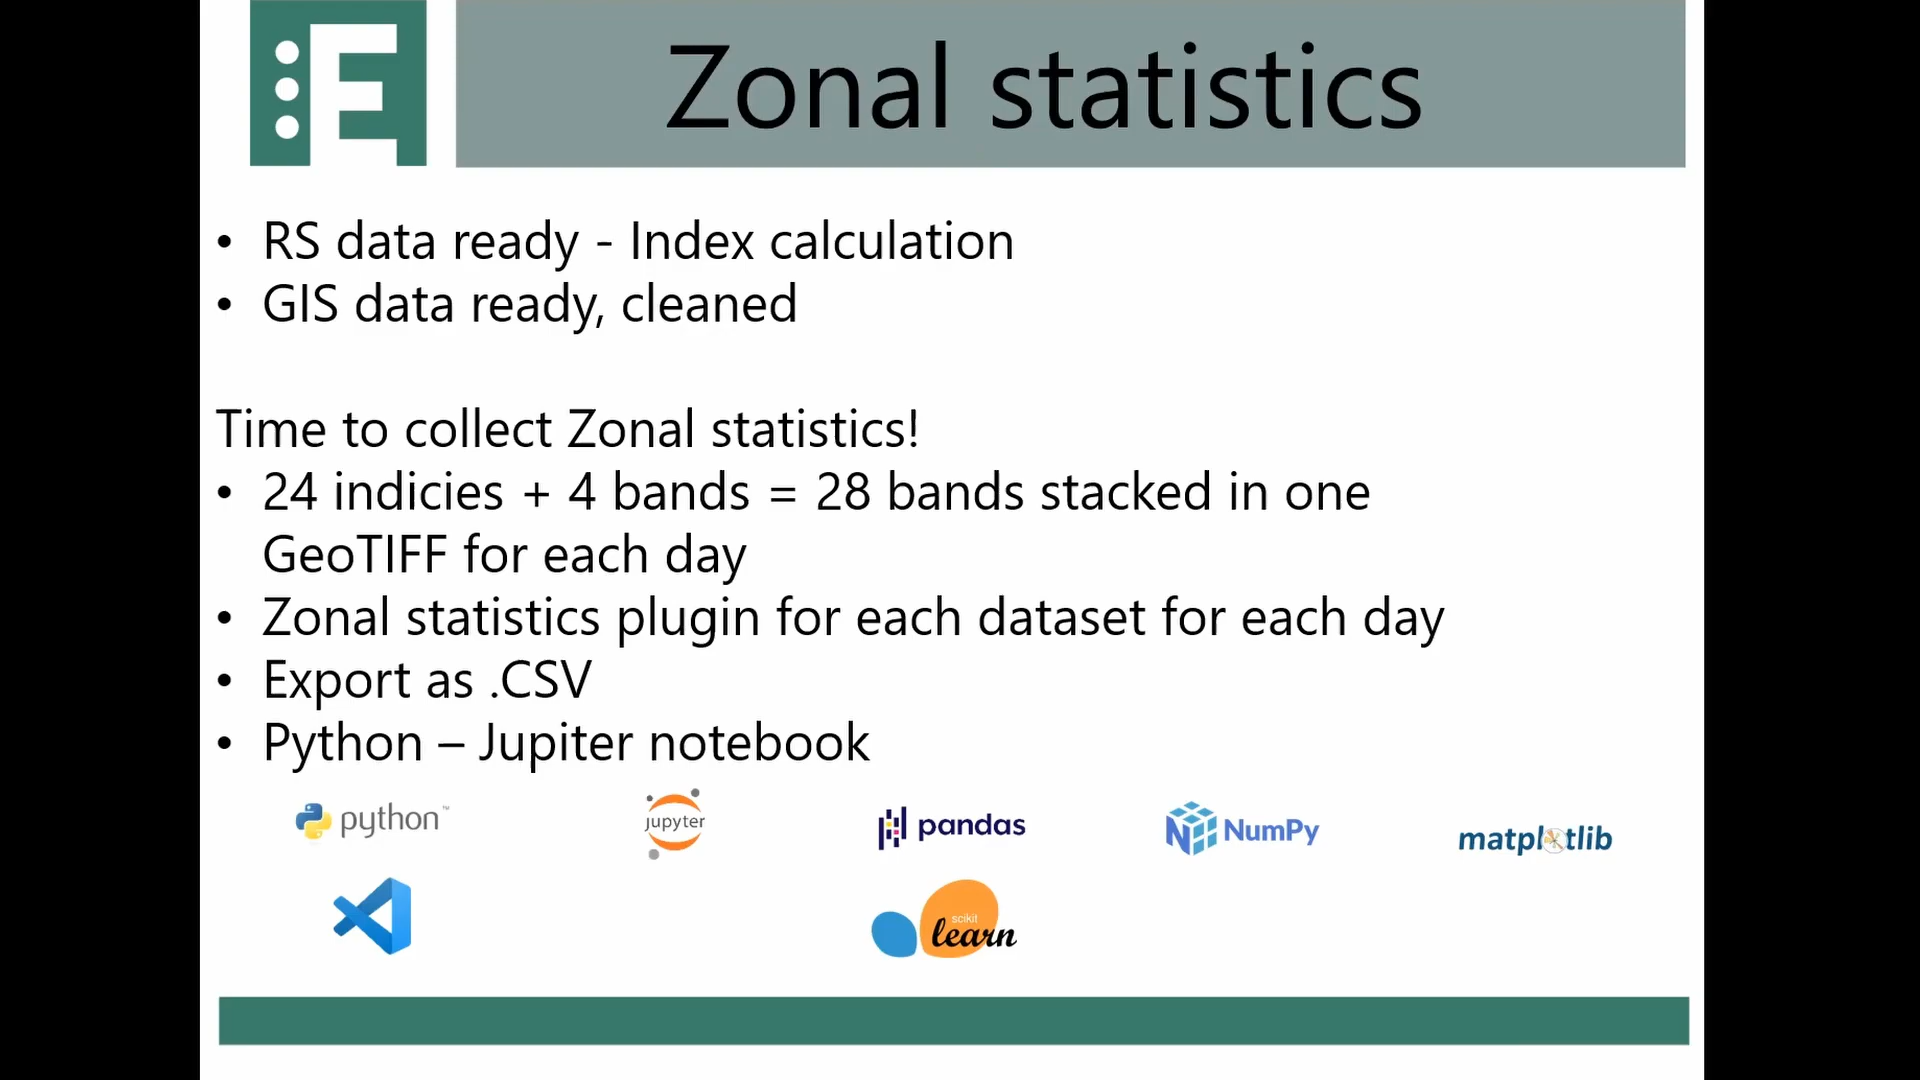 E
Zonal statistics
• RS data ready - Index calculation
• GIS data ready, cleaned
Time to collect Zonal statistics!
• 24 indicies + 4 bands = 28 bands stacked in one
GeoTIFF for each day
• Zonal statistics plugin for each dataset for each day
• Export as .CSV
• Python – Jupiter notebook
python™
jupyter
pandas
NumPy
matplotlib
scikit
learn